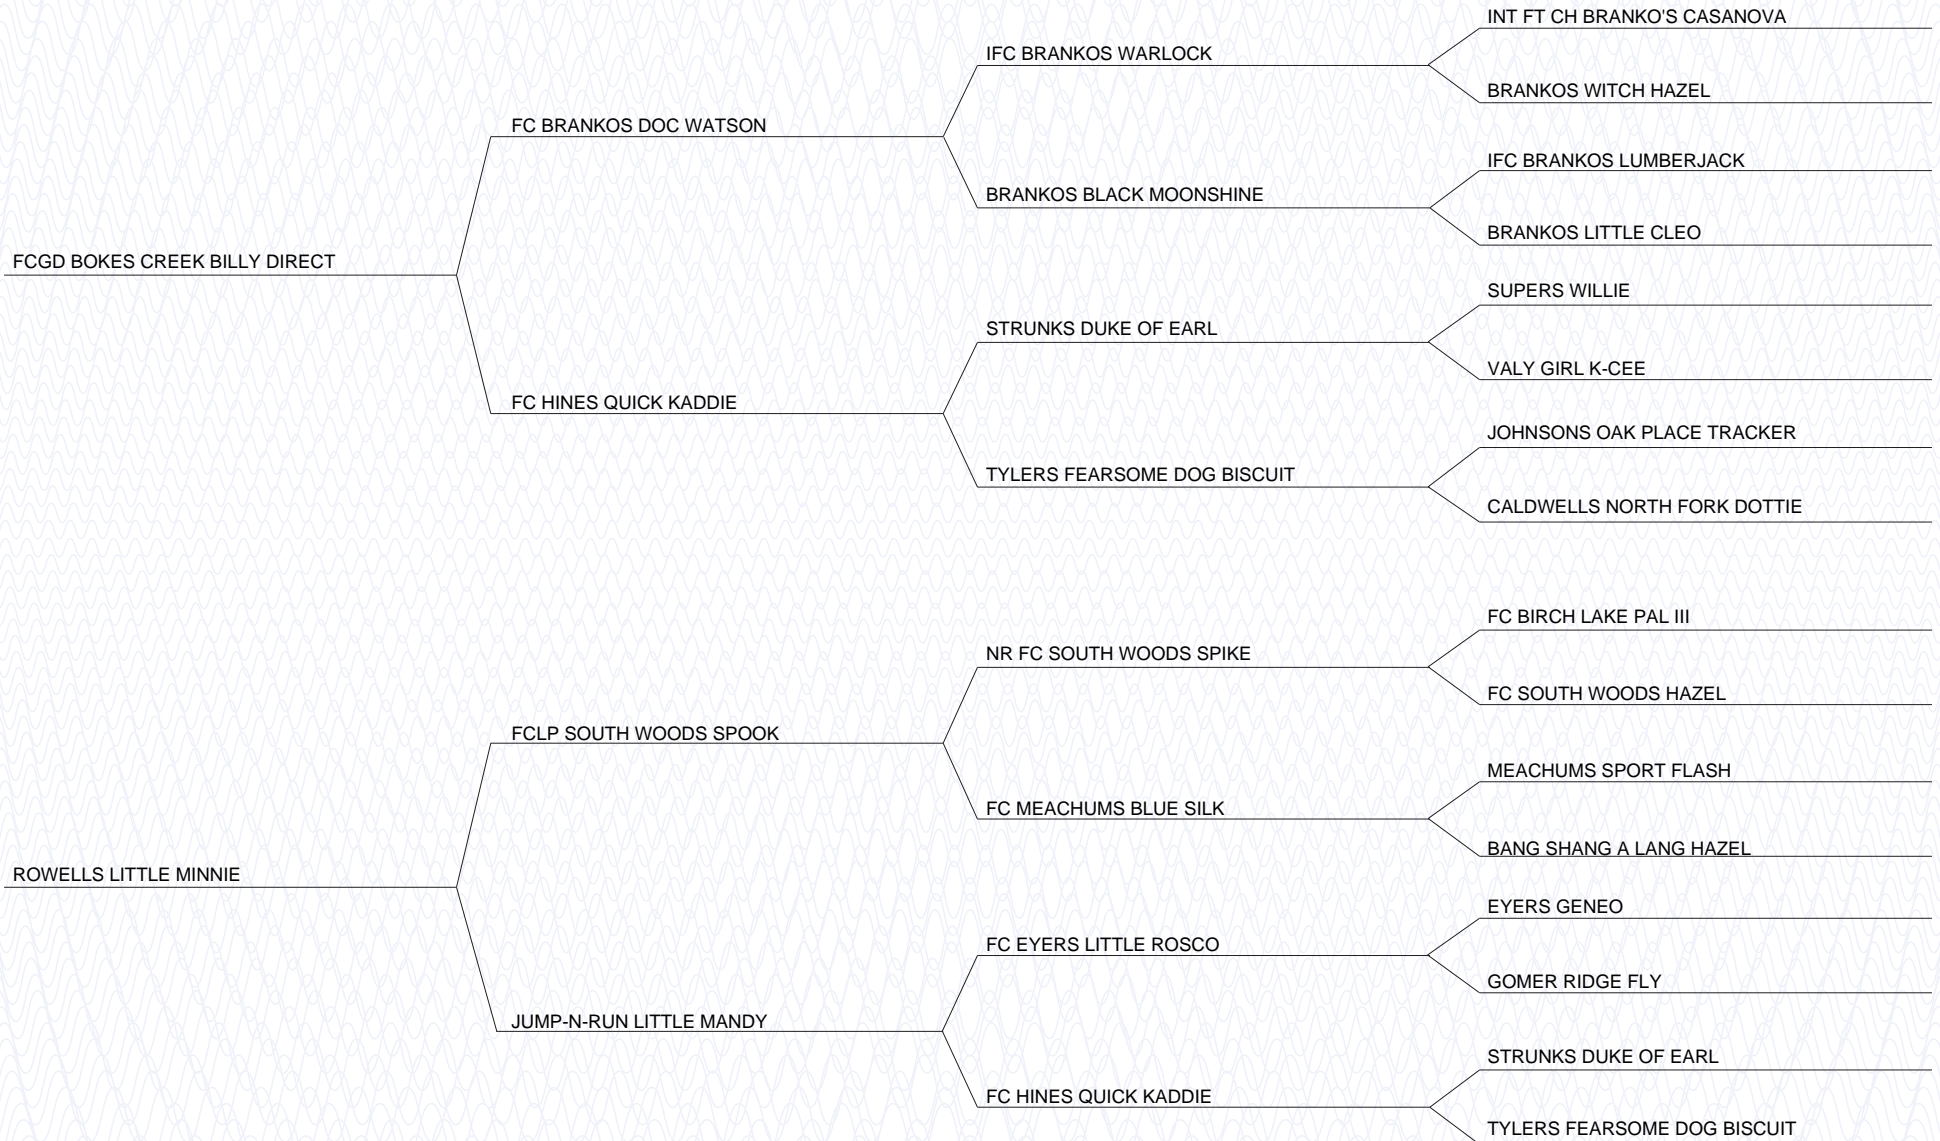 INT FT CH BRANKO'S CASANOVA
IFC BRANKOS WARLOCK
BRANKOS WITCH HAZEL
FC BRANKOS DOC WATSON
IFC BRANKOS LUMBERJACK
BRANKOS BLACK MOONSHINE
BRANKOS LITTLE CLEO
FCGD BOKES CREEK BILLY DIRECT
SUPERS WILLIE
STRUNKS DUKE OF EARL
VALY GIRL K-CEE
FC HINES QUICK KADDIE
JOHNSONS OAK PLACE TRACKER
TYLERS FEARSOME DOG BISCUIT
CALDWELLS NORTH FORK DOTTIE
FC BIRCH LAKE PAL III
NR FC SOUTH WOODS SPIKE
FC SOUTH WOODS HAZEL
FCLP SOUTH WOODS SPOOK
MEACHUMS SPORT FLASH
FC MEACHUMS BLUE SILK
BANG SHANG A LANG HAZEL
ROWELLS LITTLE MINNIE
EYERS GENEO
FC EYERS LITTLE ROSCO
GOMER RIDGE FLY
JUMP-N-RUN LITTLE MANDY
STRUNKS DUKE OF EARL
FC HINES QUICK KADDIE
TYLERS FEARSOME DOG BISCUIT